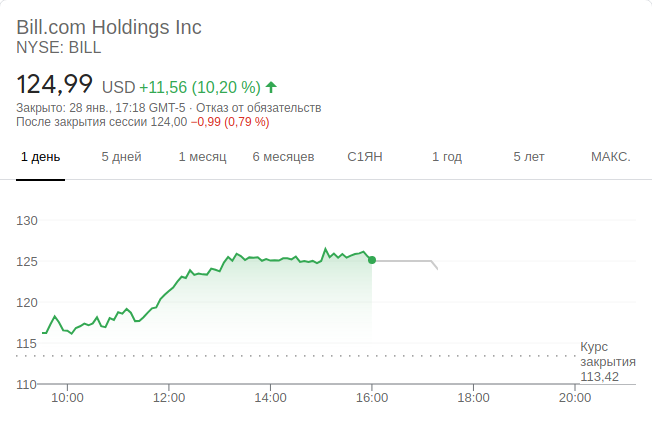 Bill.com Holdings Inc
NYSE: BILL
124,99 USD +11,56 (10,20 %)
Закрыто: 28 янв., 17:18 GMT-5 · Отказ от обязательств
После закрытия сессии 124,00 −0,99 (0,79 %)
1 день 5 дней 1 месяц 6 месяцев С1ЯН 1 год 5 лет МАКС.
130
125
120
115
110
Курс
закрытия
113,42
10:00 12:00 14:00 16:00 18:00 20:00